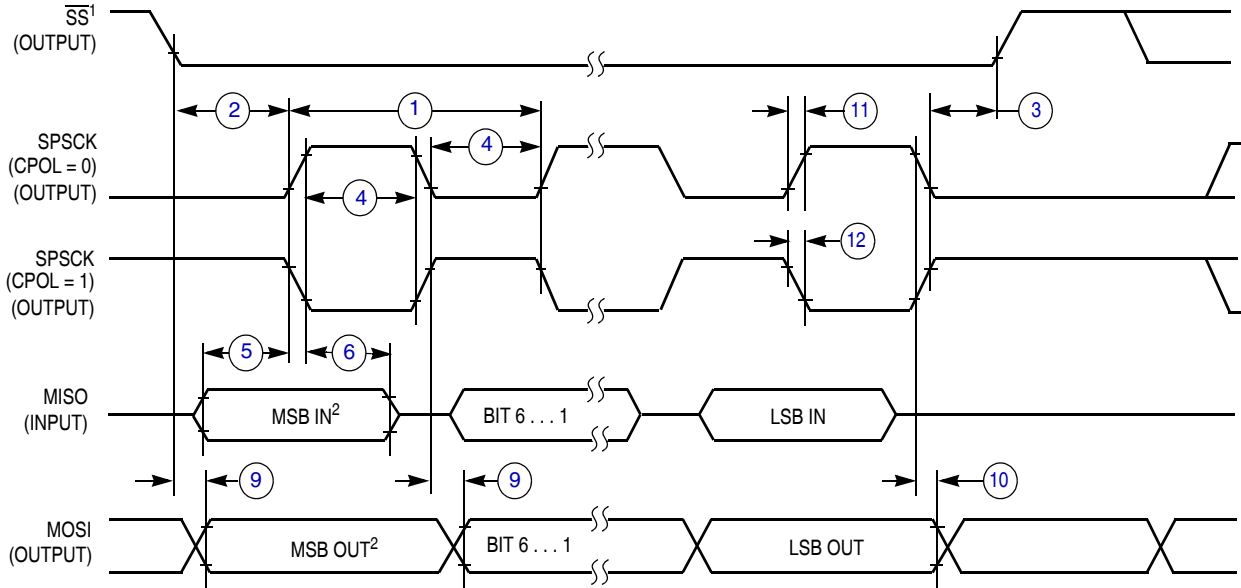 SS1
(OUTPUT)
2
1
11
3
SPSCK
(CPOL = 0)
(OUTPUT)
4
4
12
SPSCK
(CPOL = 1)
(OUTPUT)
5
6
MISO
(INPUT)
MSB IN2
BIT 6 . . . 1
LSB IN
9
9
10
MOSI
(OUTPUT)
MSB OUT2
BIT 6 . . . 1
LSB OUT